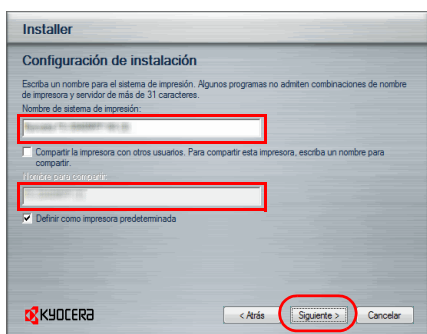 Installer
Configuración de instalación
Escriba un nombre para el sistema de impresión. Algunos programas no admiten combinaciones de nombre
de impresora y servidor de más de 31 caracteres.
Nombre de sistema de impresión:
Compartir la impresora con otros usuarios. Para compartir esta impresora, escriba un nombre para
compartir.
Nombre para compartir:
Definir como impresora predeterminada
KYOCERA
< Atrás
Siguiente >
Cancelar